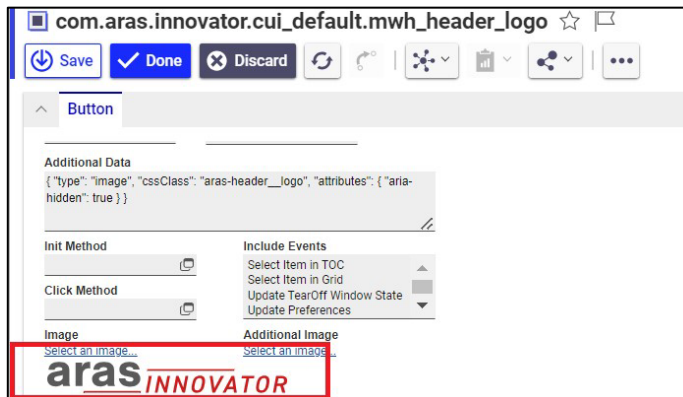 com.aras.innovator.cui_default.mwh_header_logo
Save Done Discard
Button
Additional Data
{ "type": "image", "cssClass": "aras-header__logo", "attributes": { "aria-
hidden": true } }
Init Method Include Events
Select Item in TOC
Select Item in Grid
Click Method
Update TearOff Window State
Update Preferences
Image Additional Image
Select an image... Select an image...
aras INNOVATOR